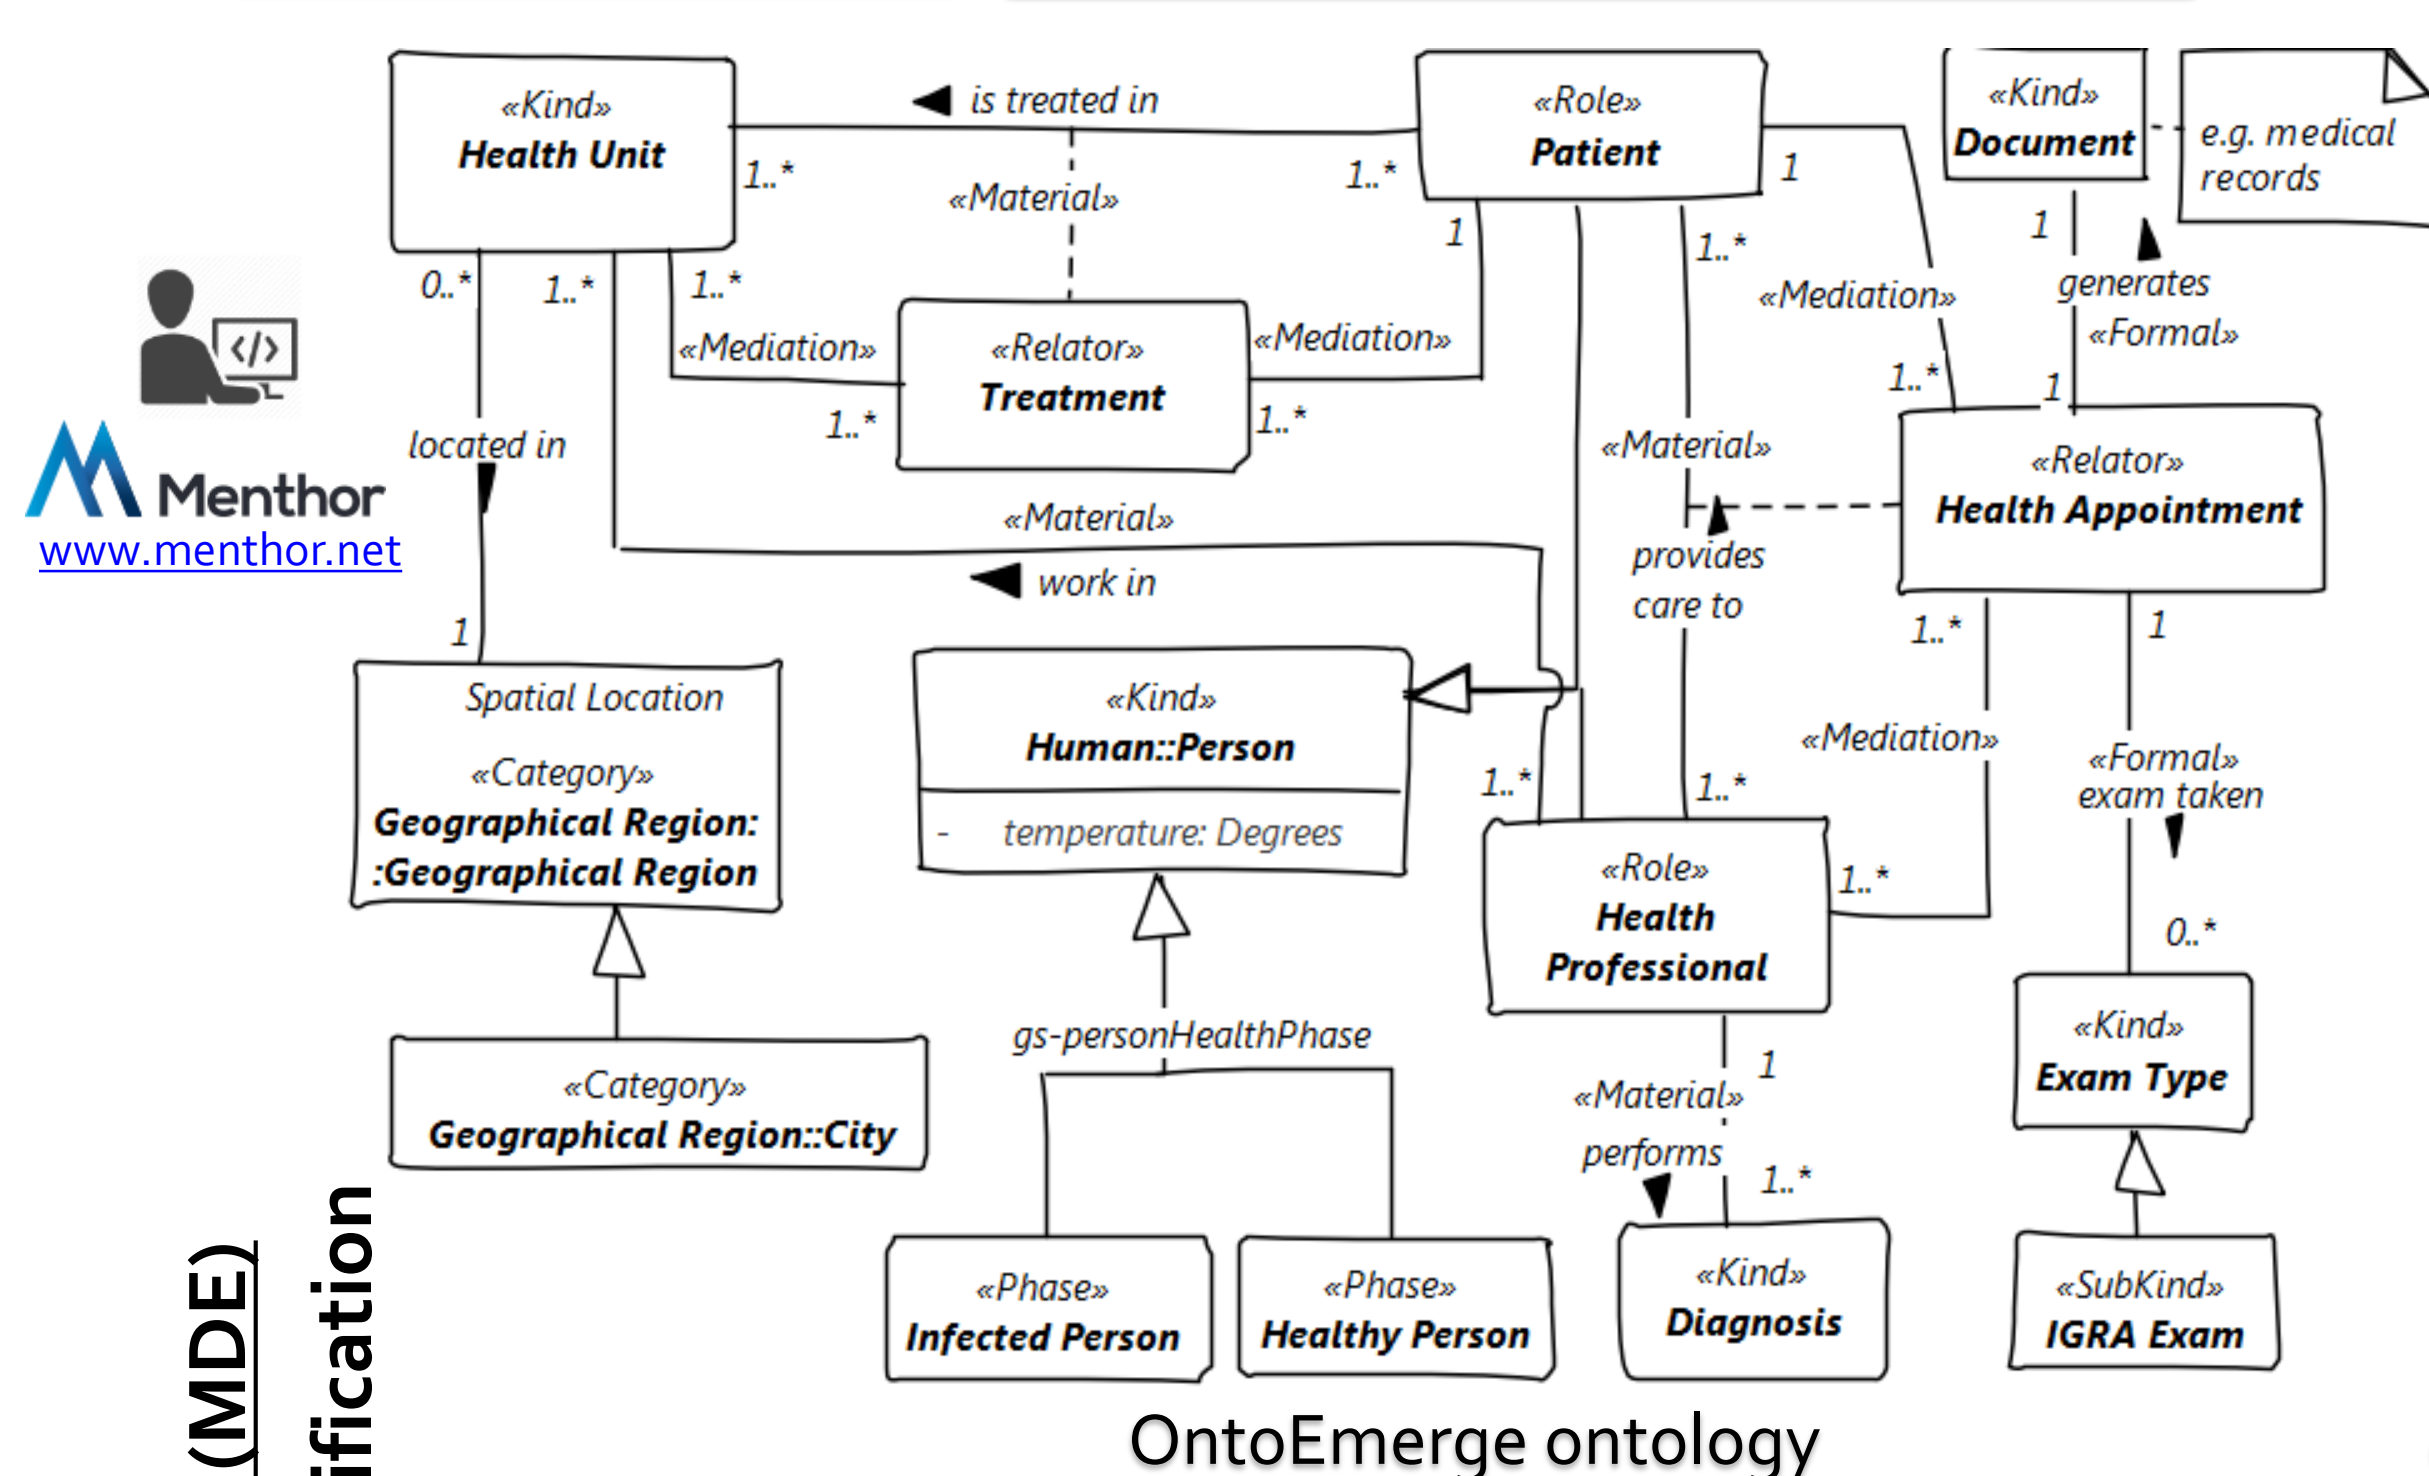 «Kind»
Health Unit
is treated in
1..*
1..*
«Material»
«Role»
Patient
1
«Kind»
Document
e.g. medical
records
1
generates
«Formal»
1
0..*
1..*
1..*
1
1..*
«Mediation»
1..*
«Mediation»
1..*
«Relator»
Treatment
«Mediation»
1..*
</>
Menthor
www.menthor.net
located in
1
«Material»
work in
«Material»
provides
care to
«Relator»
Health Appointment
1..*
1
Spatial Location
«Category»
Geographical Region:
:Geographical Region
«Kind»
Human::Person
- temperature: Degrees
1..*
1..*
«Mediation»
«Formal»
exam taken
«Role»
Health
Professional
1..*
0..*
«Category»
Geographical Region::City
gs-personHealthPhase
1
«Material»
performs
1..*
«Kind»
Exam Type
«Phase»
Infected Person
«Phase»
Healthy Person
«Kind»
Diagnosis
«SubKind»
IGRA Exam
(MDE)
ification
OntoEmerge ontology